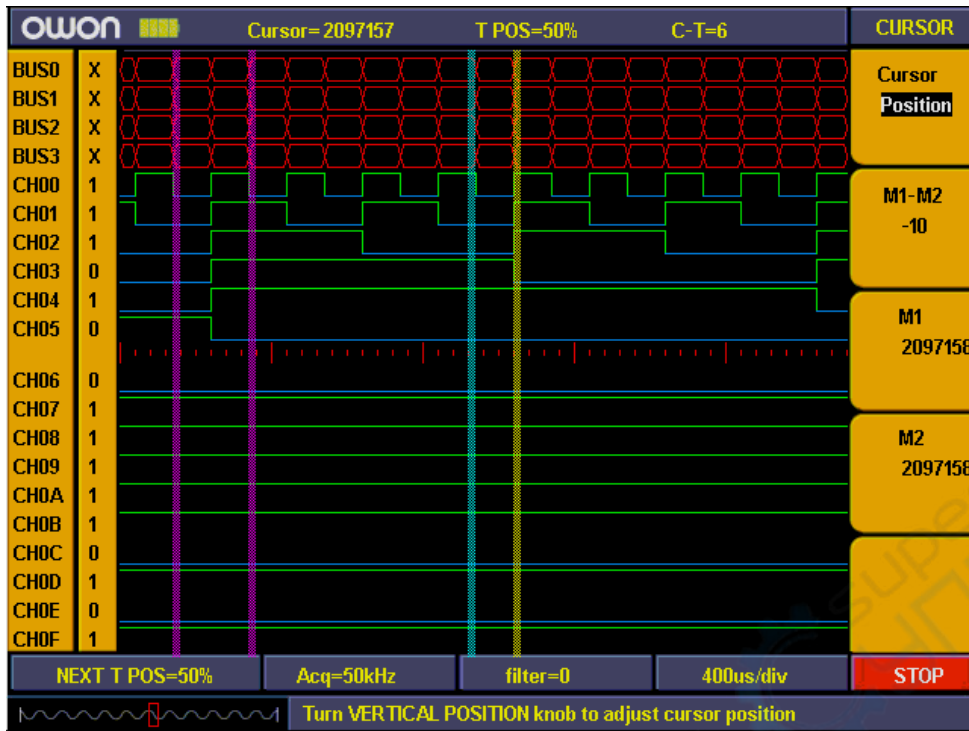 OWON Cursor=2097157 T POS=50% C-T=6 CURSOR
BUS0 X
BUS1 X
BUS2 X
BUS3 X
CH00 1
CH01 1
CH02 1
CH03 0
CH04 1
CH05 0
CH06 0
CH07 1
CH08 1
CH09 1
CH0A 1
CH0B 1
CH0C 0
CH0D 1
CH0E 0
CH0F 1
Cursor
Position
M1-M2
-10
M1
2097158
M2
2097158
NEXT T POS=50% Acq=50kHz filter=0 400us/div STOP
Turn VERTICAL POSITION knob to adjust cursor position